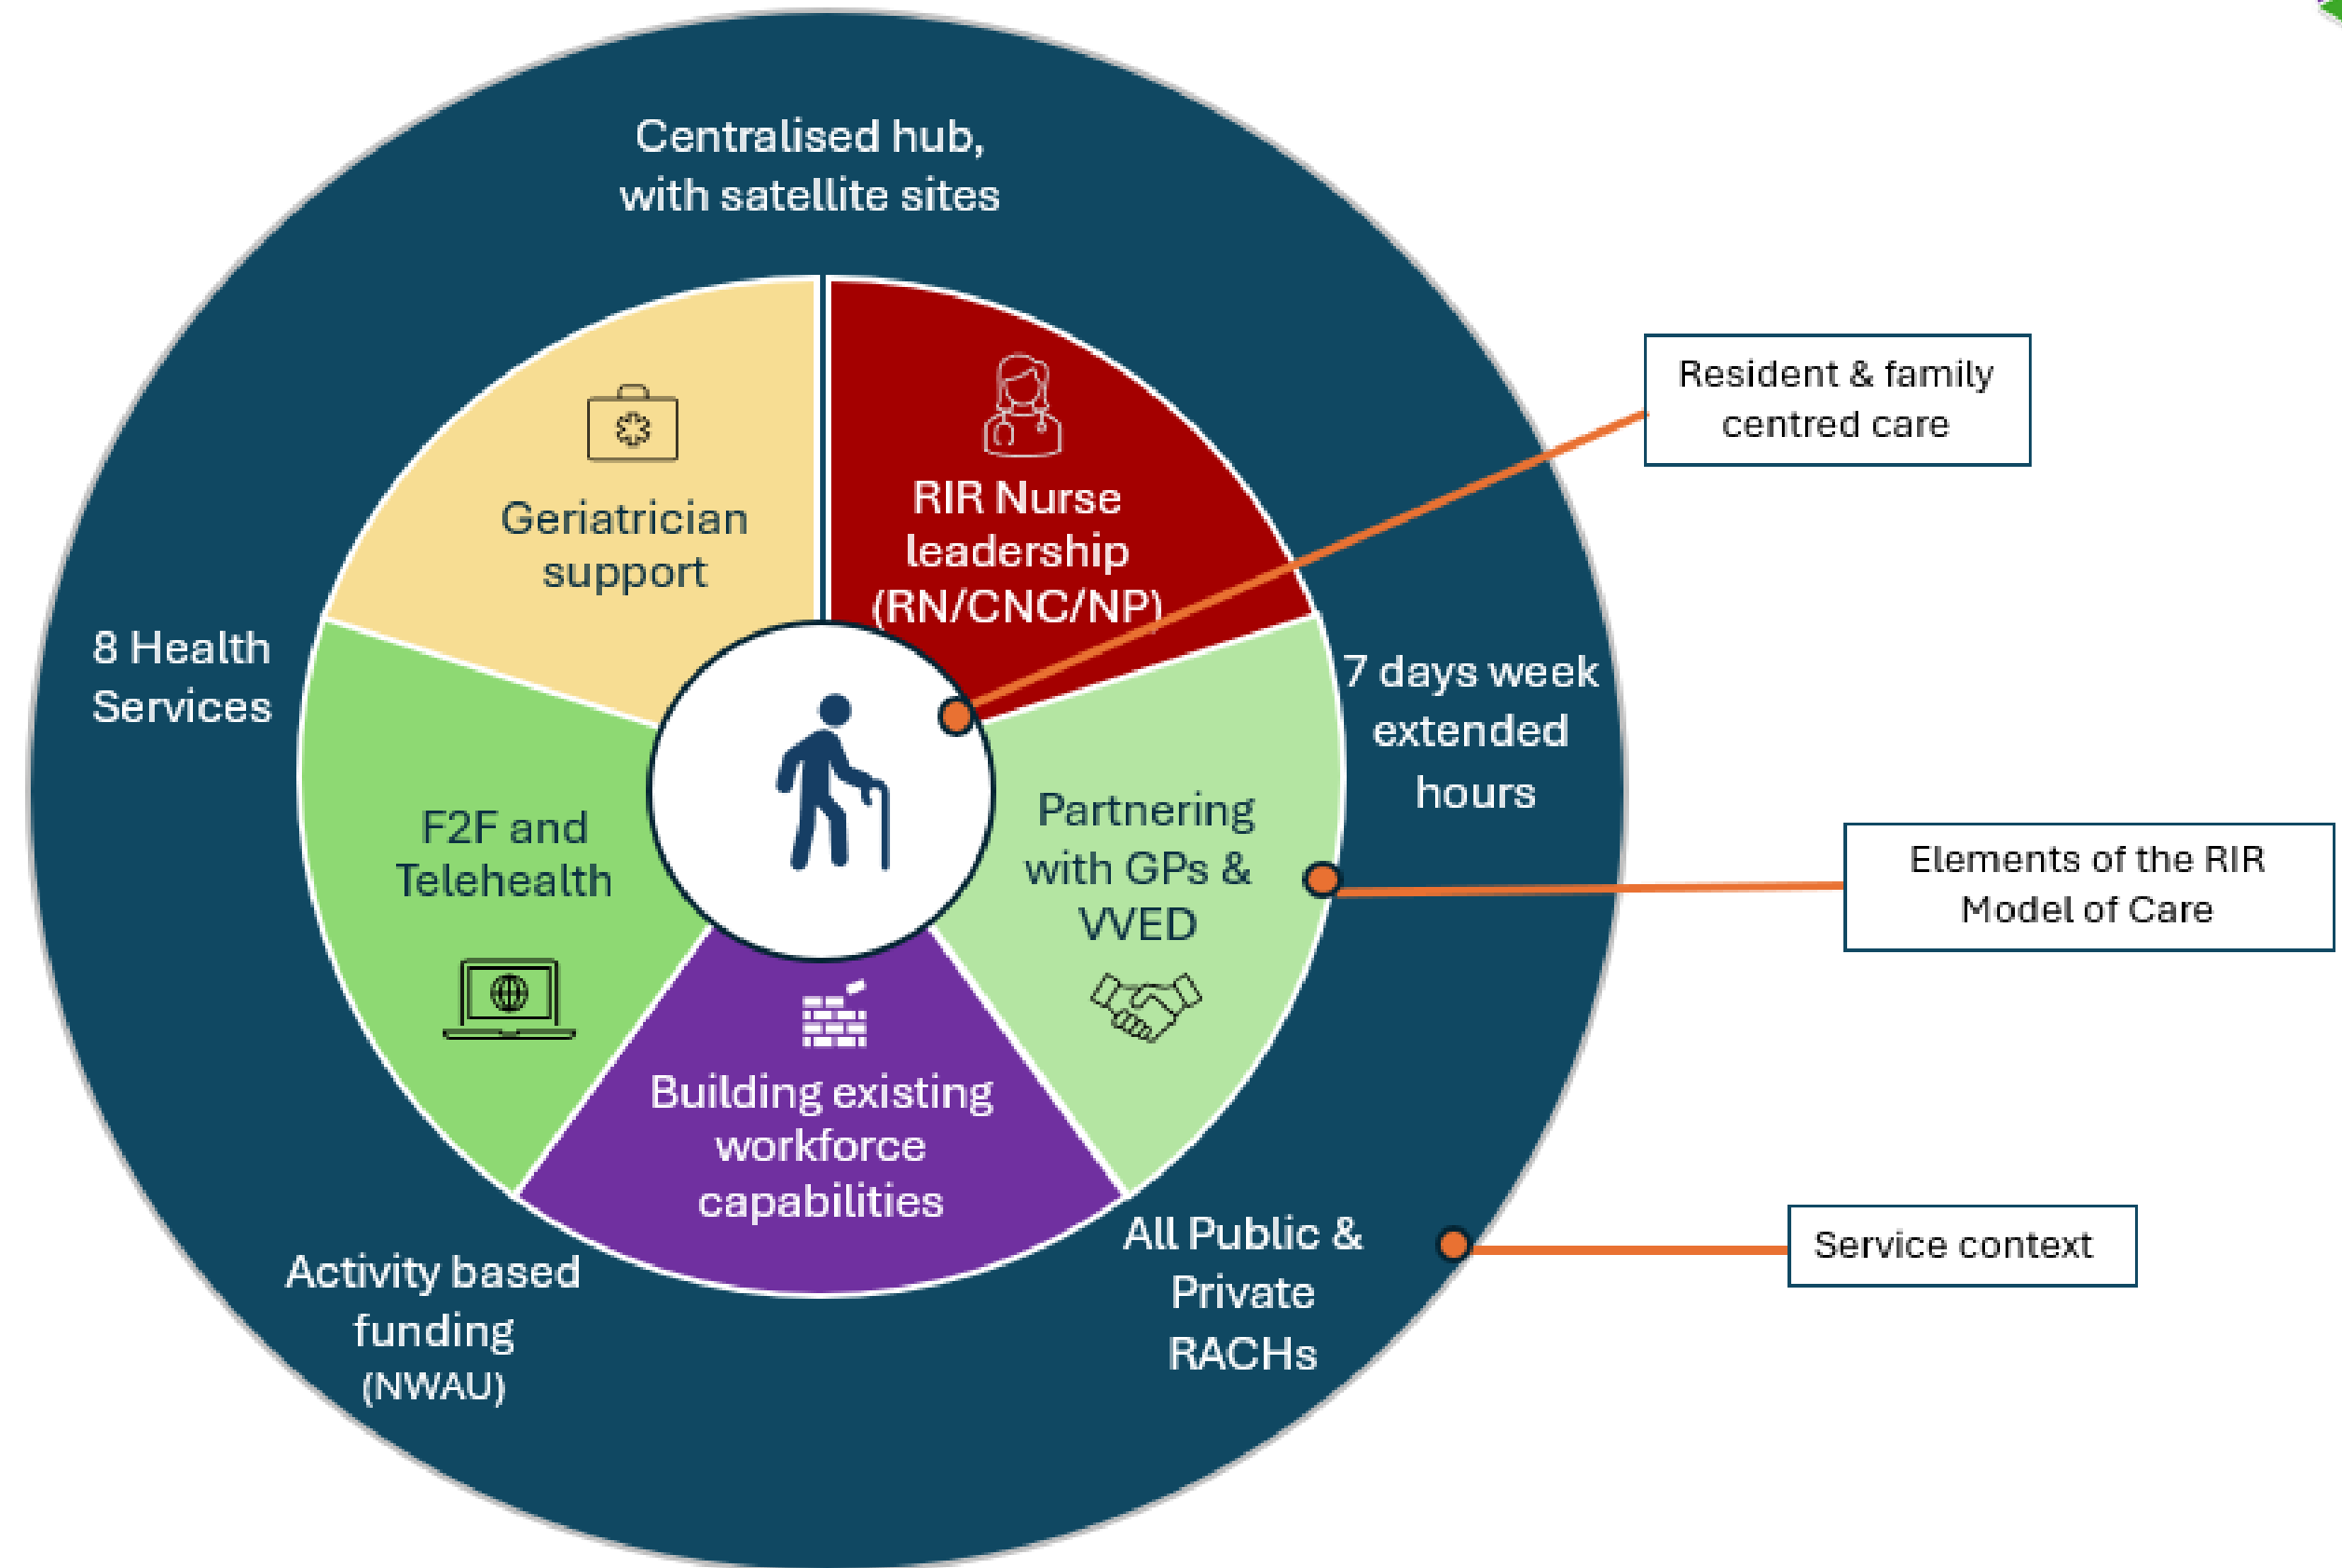 Centralised hub,
with satellite sites
Geriatrician
support
RIR Nurse
leadership
(RN/CNC/NP)
Resident & family
centred care
8 Health
Services
7 days week
extended
hours
F2F and
Telehealth
Partnering
with GPs &
VVED
Elements of the RIR
Model of Care
Building existing
workforce
capabilities
Activity based
funding
(NWAU)
All Public &
Private
RACHs
Service context